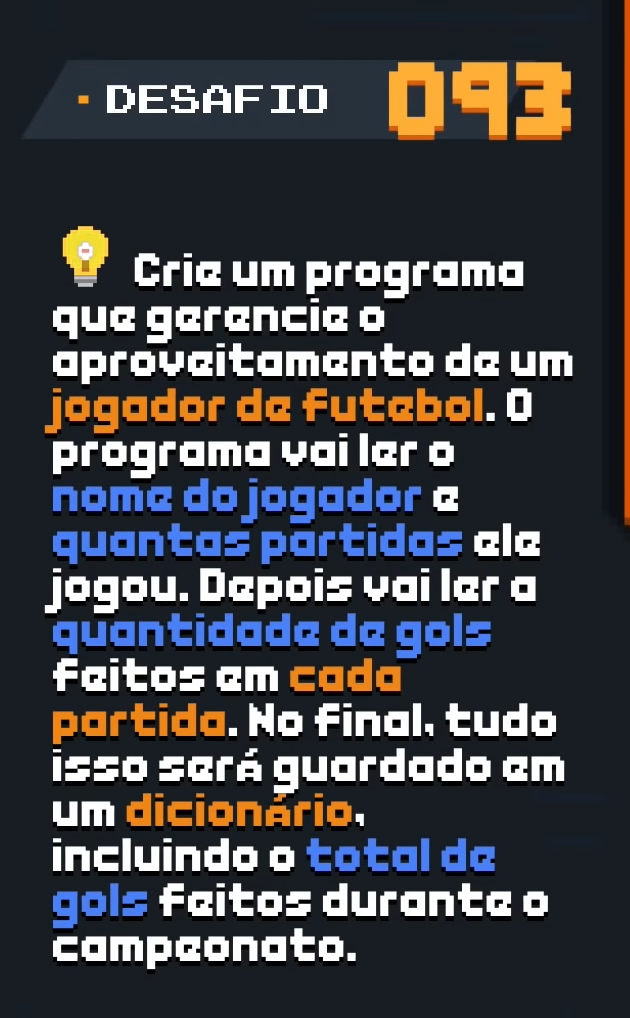 DESAFIO 093
Crie um programa
que gerencie o
aproveitamento de um
jogador de futebol. O
programa vai ler o
nome do jogador e
quantas partidas ele
jogou. Depois vai ler a
quantidade de gols
feitos em cada
partida. No final, tudo
isso será guardado em
um dicionário,
incluindo o total de
gols feitos durante o
campeonato.